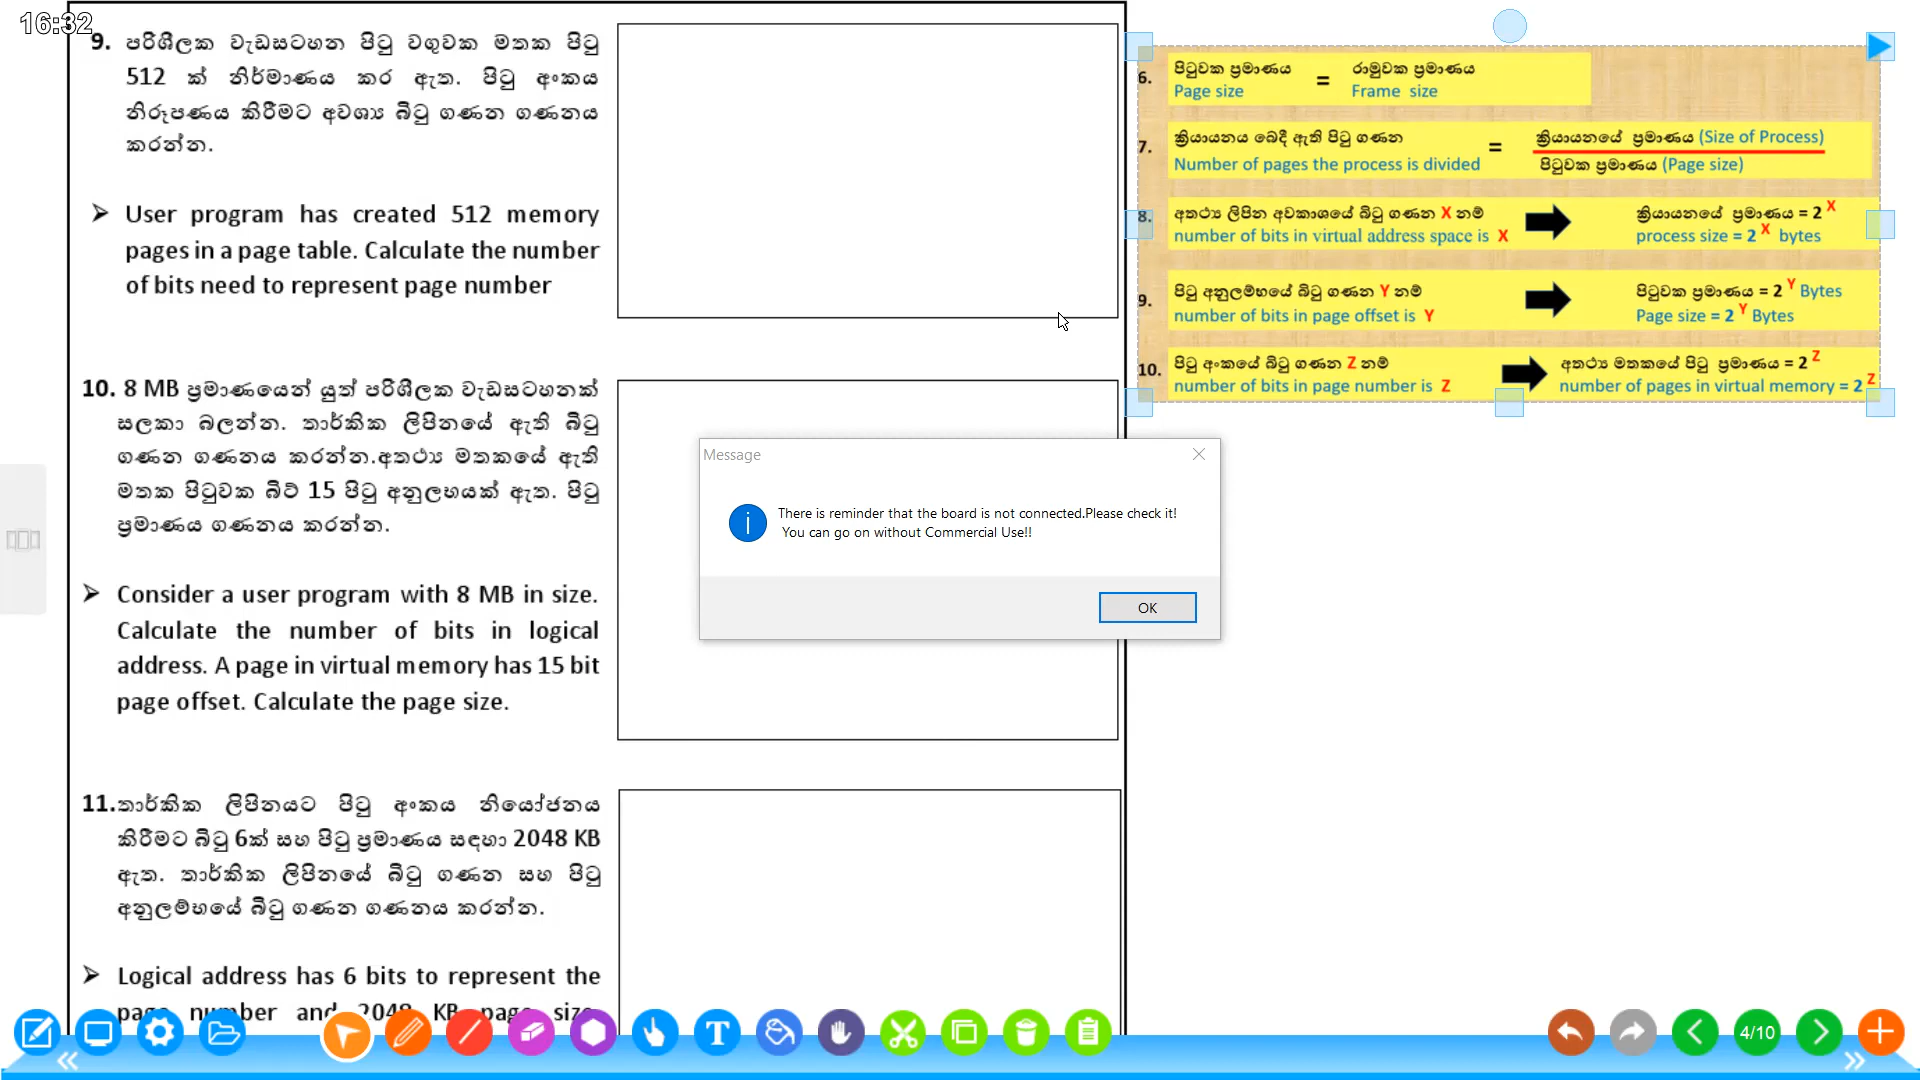 16:32
9. පරිශීලක වැඩසටහන පිටු වගුවක මතක පිටු
512 ක් නිර්මාණය කර ඇත. පිටු අංකය
නිරූපණය කිරීමට අවශ්‍ය බිටු ගණන ගණනය
කරන්න.
➢ User program has created 512 memory
pages in a page table. Calculate the number
of bits need to represent page number
10. 8 MB ප්‍රමාණයෙන් යුත් පරිශීලක වැඩසටහනක්
සලකා බලන්න. තාර්කික ලිපිනයේ ඇති බිටු
ගණන ගණනය කරන්න.අතථ්‍ය මතකයේ ඇති
මතක පිටුවක බිට් 15 පිටු අනුලභයක් ඇත. පිටු
ප්‍රමාණය ගණනය කරන්න.
➢ Consider a user program with 8 MB in size.
Calculate the number of bits in logical
address. A page in virtual memory has 15 bit
page offset. Calculate the page size.
11.තාර්කික ලිපිනයට පිටු අංකය නියෝජනය
කිරීමට බිටු 6ක් සහ පිටු ප්‍රමාණය සඳහා 2048 KB
ඇත. තාර්කික ලිපිනයේ බිටු ගණන සහ පිටු
අනුලම්භයේ බිටු ගණන ගණනය කරන්න.
➢ Logical address has 6 bits to represent the
page number and 2048 KB page size.
6. පිටුවක ප්‍රමාණය = රාමුවක ප්‍රමාණය
Page size Frame size
7. ක්‍රියායනය බෙදී ඇති පිටු ගණන = ක්‍රියායනයේ ප්‍රමාණය (Size of Process)
Number of pages the process is divided පිටුවක ප්‍රමාණය (Page size)
8. අතථ්‍ය ලිපින අවකාශයේ බිටු ගණන X නම් ක්‍රියායනයේ ප්‍රමාණය = 2 X
number of bits in virtual address space is X process size = 2 X bytes
9. පිටු අනුලම්භයේ බිටු ගණන Y නම් පිටුවක ප්‍රමාණය = 2 Y Bytes
number of bits in page offset is Y Page size = 2 Y Bytes
10. පිටු අංකයේ බිටු ගණන Z නම් අතථ්‍ය මතකයේ පිටු ප්‍රමාණය = 2 Z
number of bits in page number is Z number of pages in virtual memory = 2 Z
Message
There is reminder that the board is not connected.Please check it!
You can go on without Commercial Use!!
OK
T
4/10